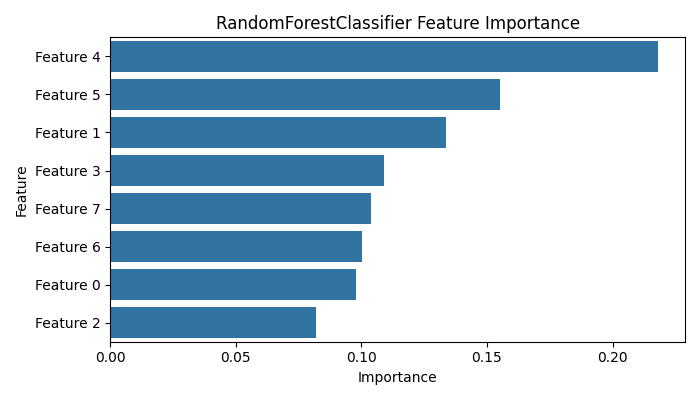 RandomForestClassifier Feature Importance
Feature 4
Feature 5
Feature 1
Feature 3
Feature 7
Feature 6
Feature 0
Feature 2
Feature
0.00 0.05 0.10 0.15 0.20
Importance